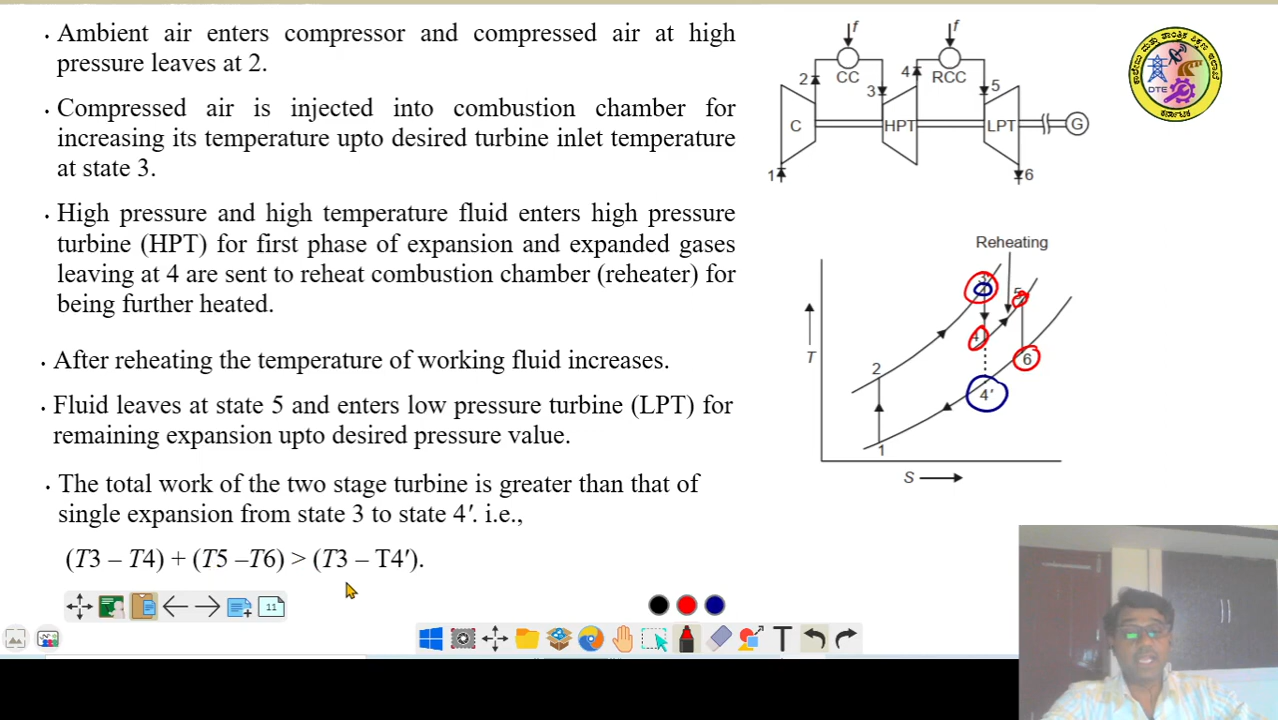 · Ambient air enters compressor and compressed air at high
pressure leaves at 2.
· Compressed air is injected into combustion chamber for
increasing its temperature upto desired turbine inlet temperature
at state 3.
· High pressure and high temperature fluid enters high pressure
turbine (HPT) for first phase of expansion and expanded gases
leaving at 4 are sent to reheat combustion chamber (reheater) for
being further heated.
· After reheating the temperature of working fluid increases.
· Fluid leaves at state 5 and enters low pressure turbine (LPT) for
remaining expansion upto desired pressure value.
· The total work of the two stage turbine is greater than that of
single expansion from state 3 to state 4′. i.e.,
(T3 – T4) + (T5 –T6) > (T3 – T4′).
f
f
2
CC
4
RCC
3
5
C
HPT
LPT
G
1
6
DTE
Reheating
3
5
4
T
2
6
4′
1
S
11
T